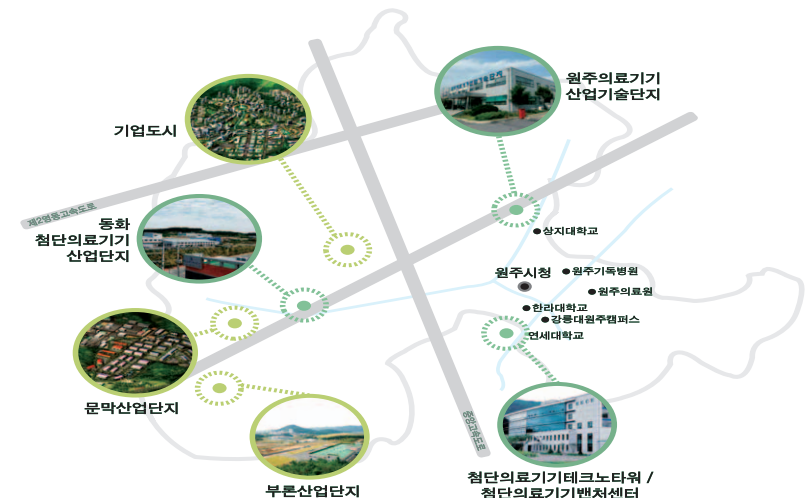 원주의료기기
산업기술단지
기업도시
제2영동고속도로
동화
첨단의료기기
산업단지
상지대학교
원주시청
원주기독병원
원주의료원
한라대학교
강릉대원주캠퍼스
연세대학교
문막산업단지
중앙고속도로
부론산업단지
첨단의료기기테크노타워 /
첨단의료기기벤처센터